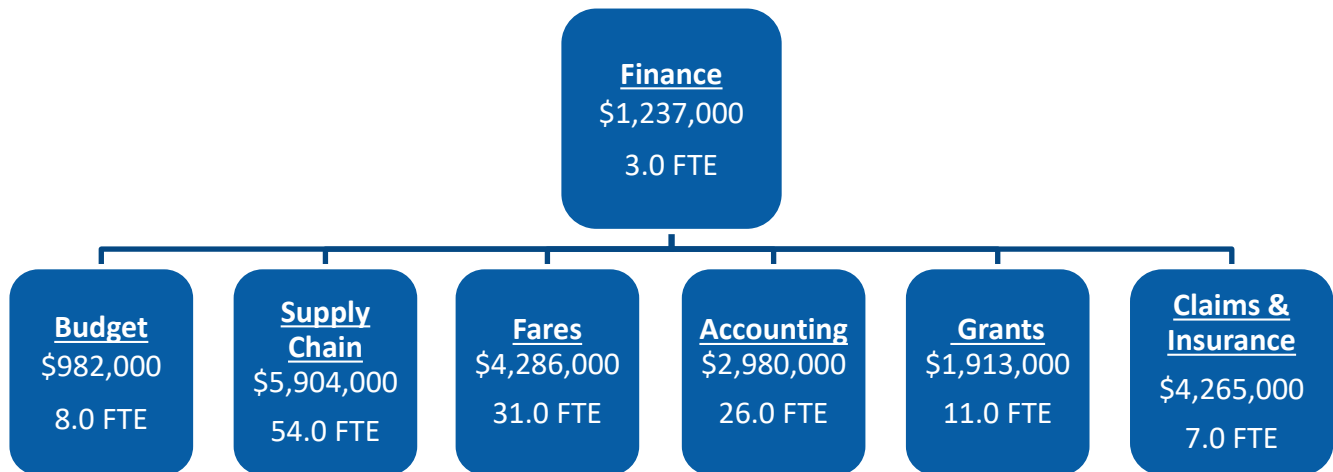 Finance
$1,237,000
3.0 FTE
Budget
$982,000
8.0 FTE
Supply
Chain
$5,904,000
54.0 FTE
Fares
$4,286,000
31.0 FTE
Accounting
$2,980,000
26.0 FTE
Grants
$1,913,000
11.0 FTE
Claims &
Insurance
$4,265,000
7.0 FTE